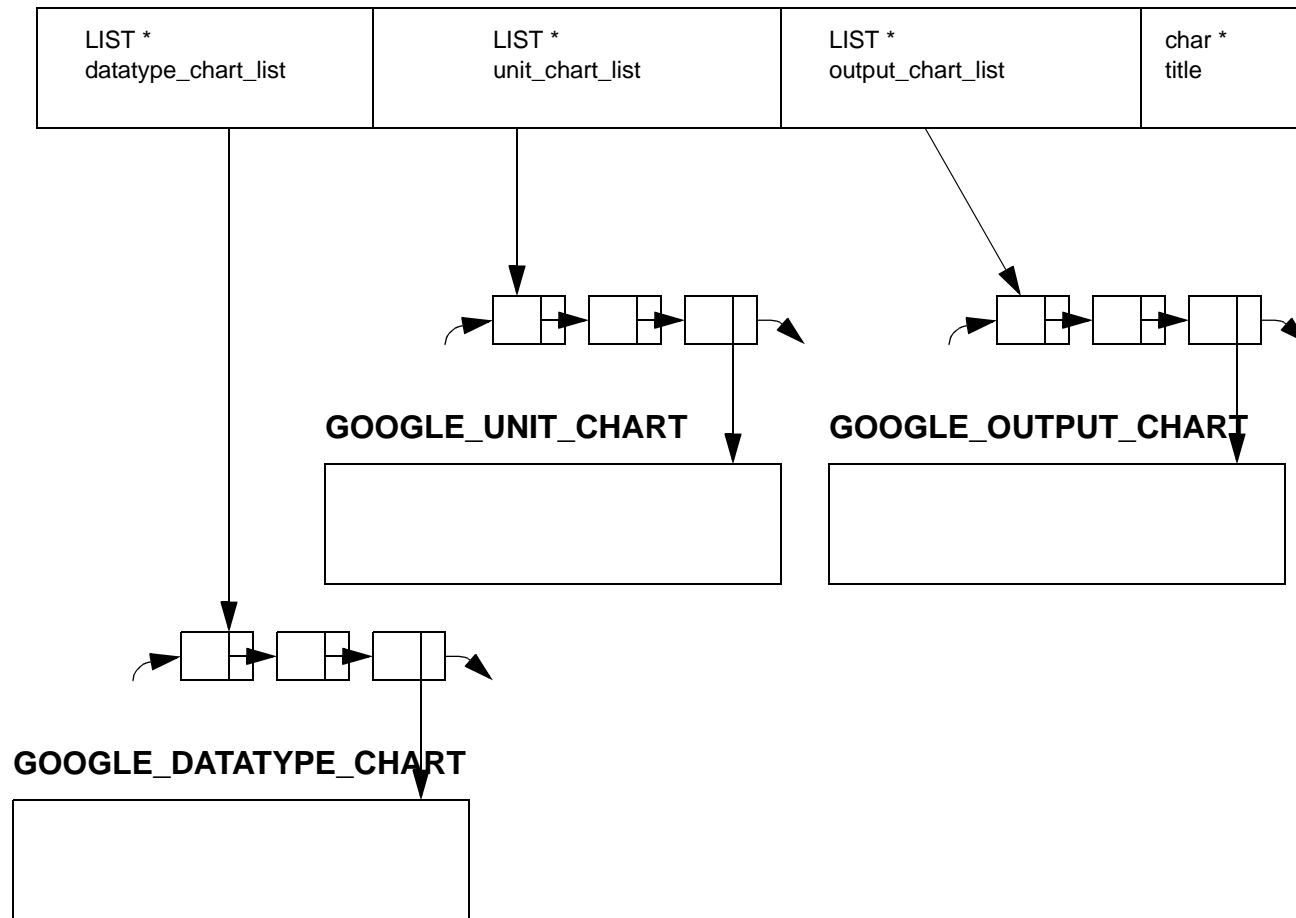 LIST *
datatype_chart_list
LIST *
unit_chart_list
LIST *
output_chart_list
char *
title
GOOGLE_UNIT_CHART
GOOGLE_OUTPUT_CHART
GOOGLE_DATATYPE_CHART